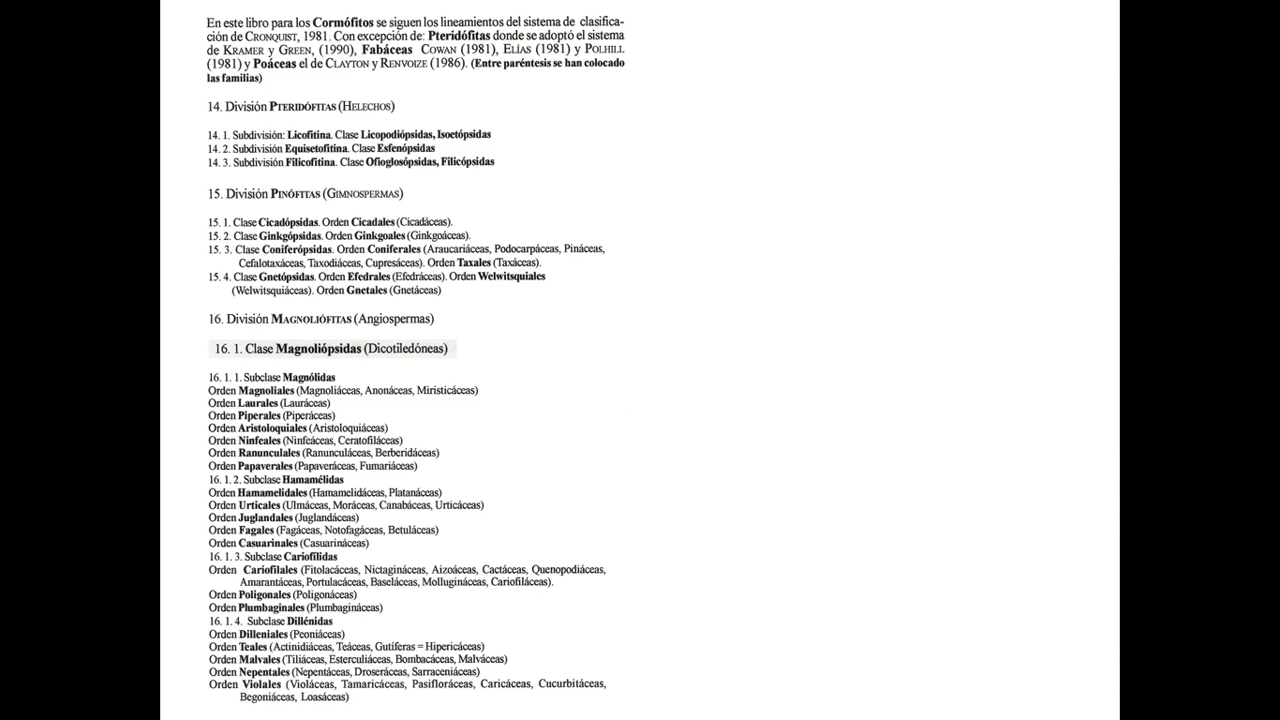 En este libro para los Cormófitos se siguen los lineamientos del sistema de clasifica-
ción de CRONQUIST, 1981. Con excepción de: Pteridófitas donde se adoptó el sistema
de KRAMER y GREEN, (1990), Fabáceas COWAN (1981), ELÍAS (1981) y POLHILL
(1981) y Poáceas el de CLAYTON y RENVOIZE (1986). (Entre paréntesis se han colocado
las familias)
14. División PTERIDÓFITAS (HELECHOS)
14. 1. Subdivisión: Licofitina. Clase Licopodiópsidas, Isoetópsidas
14. 2. Subdivisión Equisetofitina. Clase Esfenópsidas
14. 3. Subdivisión Filicofitina. Clase Ofioglosópsidas, Filicópsidas
15. División PINÓFITAS (GIMNOSPERMAS)
15. 1. Clase Cicadópsidas. Orden Cicadales (Cicadáceas).
15. 2. Clase Ginkgópsidas. Orden Ginkgoales (Ginkgoáceas).
15. 3. Clase Coniferópsidas. Orden Coniferales (Araucariáceas, Podocarpáceas, Pináceas,
Cefalotaxáceas, Taxodiáceas, Cupresáceas). Orden Taxales (Taxáceas).
15. 4. Clase Gnetópsidas. Orden Efedrales (Efedráceas). Orden Welwitsquiales
(Welwitsquiáceas). Orden Gnetales (Gnetáceas)
16. División MAGNOLIÓFITAS (Angiospermas)
16. 1. Clase Magnoliópsidas (Dicotiledóneas)
16. 1. 1. Subclase Magnólidas
Orden Magnoliales (Magnoliáceas, Anonáceas, Miristicáceas)
Orden Laurales (Lauráceas)
Orden Piperales (Piperáceas)
Orden Aristoloquiales (Aristoloquiáceas)
Orden Ninfeales (Ninfeáceas, Ceratofiláceas)
Orden Ranunculales (Ranunculáceas, Berberidáceas)
Orden Papaverales (Papaveráceas, Fumariáceas)
16. 1. 2. Subclase Hamamélidas
Orden Hamamelidales (Hamamelidáceas, Platanáceas)
Orden Urticales (Ulmáceas, Moráceas, Canabáceas, Urticáceas)
Orden Juglandales (Juglandáceas)
Orden Fagales (Fagáceas, Notofagáceas, Betuláceas)
Orden Casuarinales (Casuarináceas)
16. 1. 3. Subclase Cariofílidas
Orden Cariofilales (Fitolacáceas, Nictagináceas, Aizoáceas, Cactáceas, Quenopodiáceas,
Amarantáceas, Portulacáceas, Baseláceas, Mollugináceas, Cariofiláceas).
Orden Poligonales (Poligonáceas)
Orden Plumbaginales (Plumbagináceas)
16. 1. 4. Subclase Dillénidas
Orden Dilleniales (Peoniáceas)
Orden Teales (Actinidiáceas, Teáceas, Gutíferas = Hipericáceas)
Orden Malvales (Tiliáceas, Esterculiáceas, Bombacáceas, Malváceas)
Orden Nepentales (Nepentáceas, Droseráceas, Sarraceniáceas)
Orden Violales (Violáceas, Tamaricáceas, Pasifloráceas, Caricáceas, Cucurbitáceas,
Begoniáceas, Loasáceas)